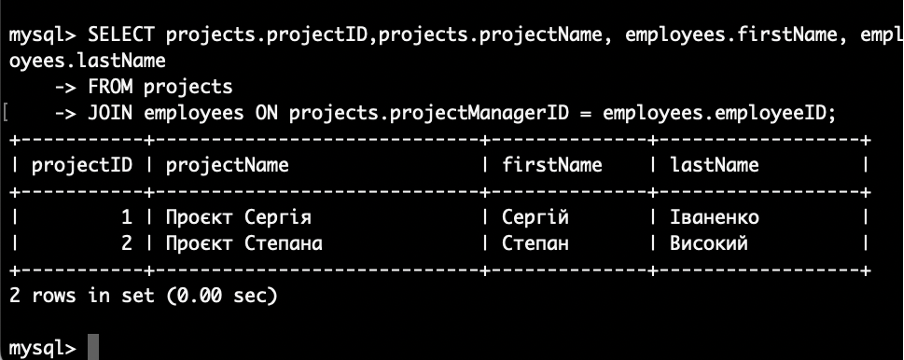 mysql> SELECT projects.projectID,projects.projectName, employees.firstName, empl
oyees.lastName
    -> FROM projects
[    -> JOIN employees ON projects.projectManagerID = employees.employeeID;
+-----------+-----------------------------+--------------+------------------+
| projectID | projectName                 | firstName    | lastName         |
+-----------+-----------------------------+--------------+------------------+
|         1 | Проєкт Сергія               | Сергій       | Іваненко         |
|         2 | Проєкт Степана              | Степан       | Високий          |
+-----------+-----------------------------+--------------+------------------+
2 rows in set (0.00 sec)
mysql>